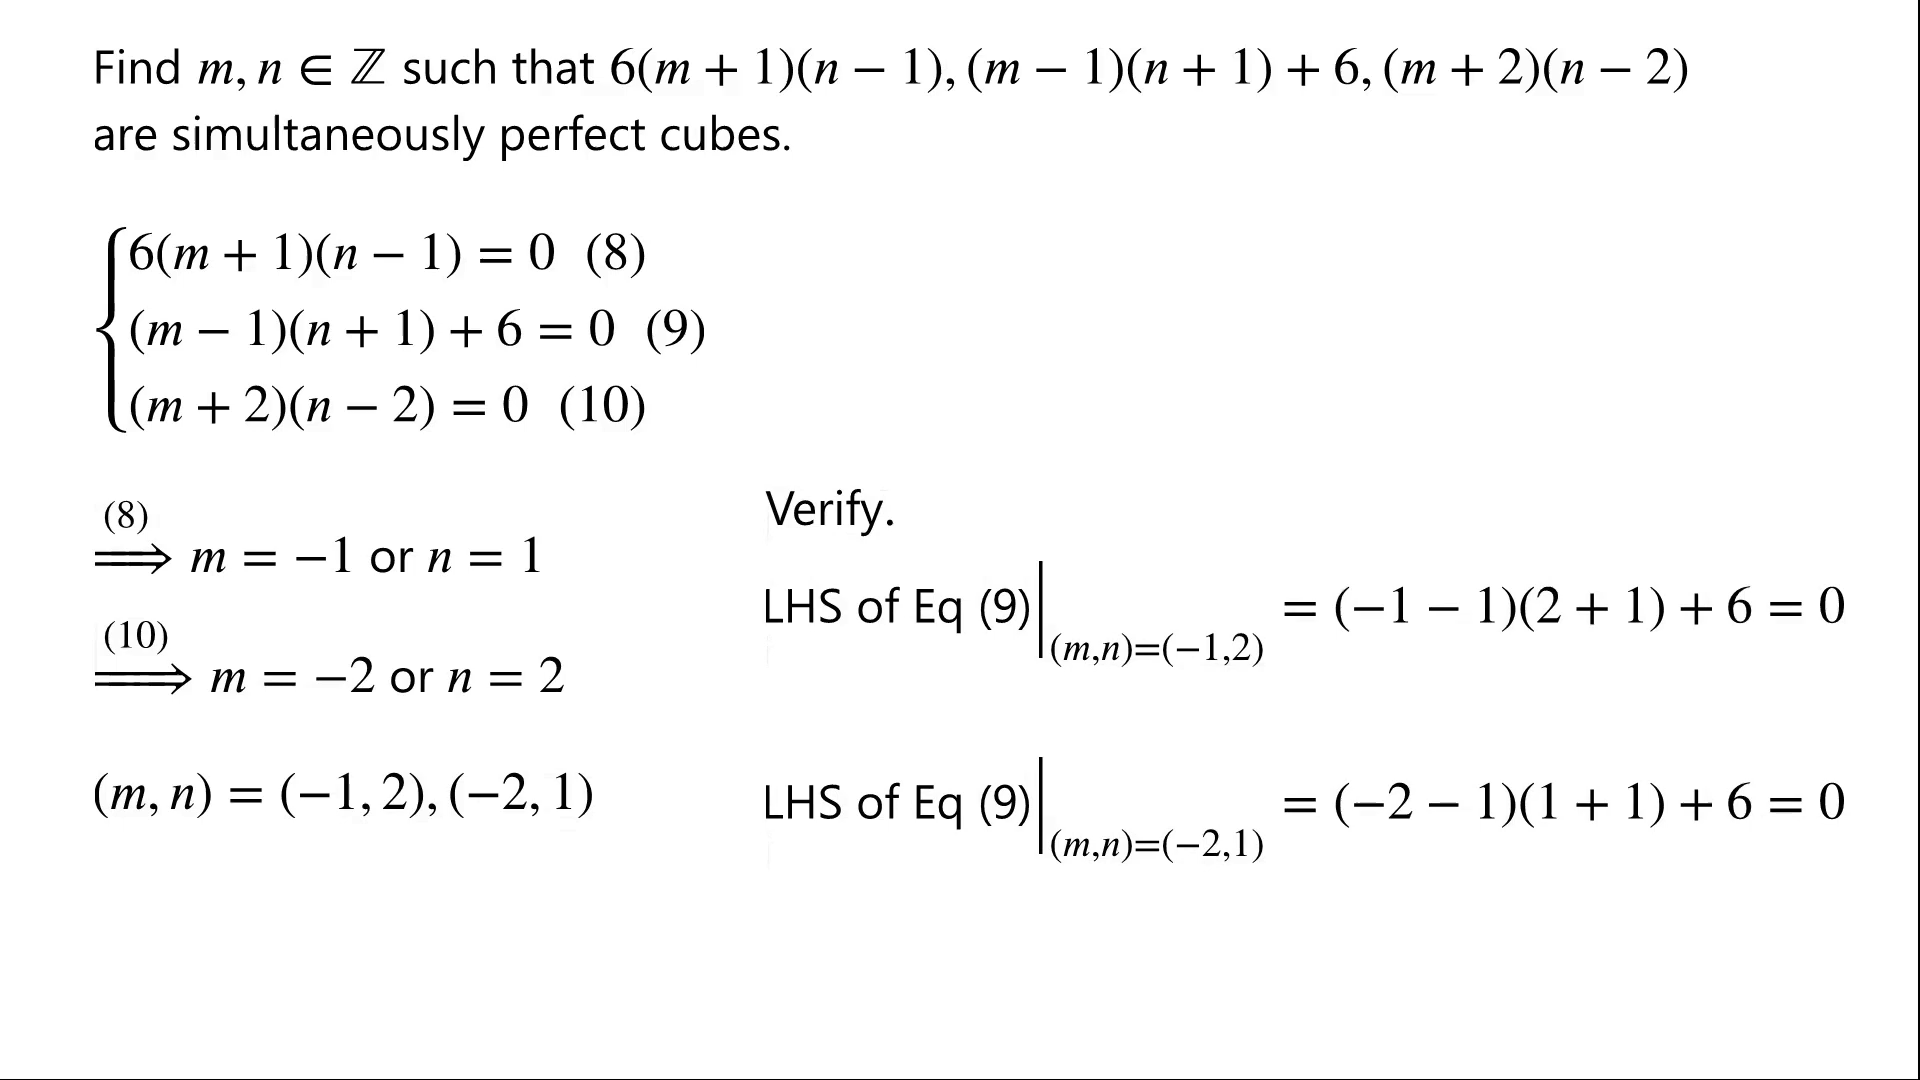 Find m, n ∈ ℤ such that 6(m + 1)(n − 1), (m − 1)(n + 1) + 6, (m + 2)(n − 2)
are simultaneously perfect cubes.
6(m + 1)(n − 1) = 0 (8)
(m − 1)(n + 1) + 6 = 0 (9)
(m + 2)(n − 2) = 0 (10)
(8)
⟹ m = −1 or n = 1
(10)
⟹ m = −2 or n = 2
(m, n) = (−1, 2), (−2, 1)
Verify.
LHS of Eq (9)|(m,n)=(−1,2) = (−1 − 1)(2 + 1) + 6 = 0
LHS of Eq (9)|(m,n)=(−2,1) = (−2 − 1)(1 + 1) + 6 = 0